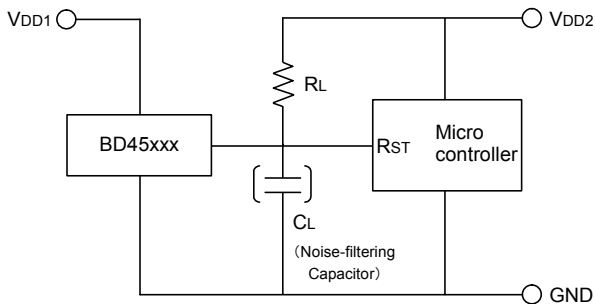 VDD1
VDD2
RL
BD45xxx
RST
Micro
controller
CL
（Noise-filtering
Capacitor）
GND